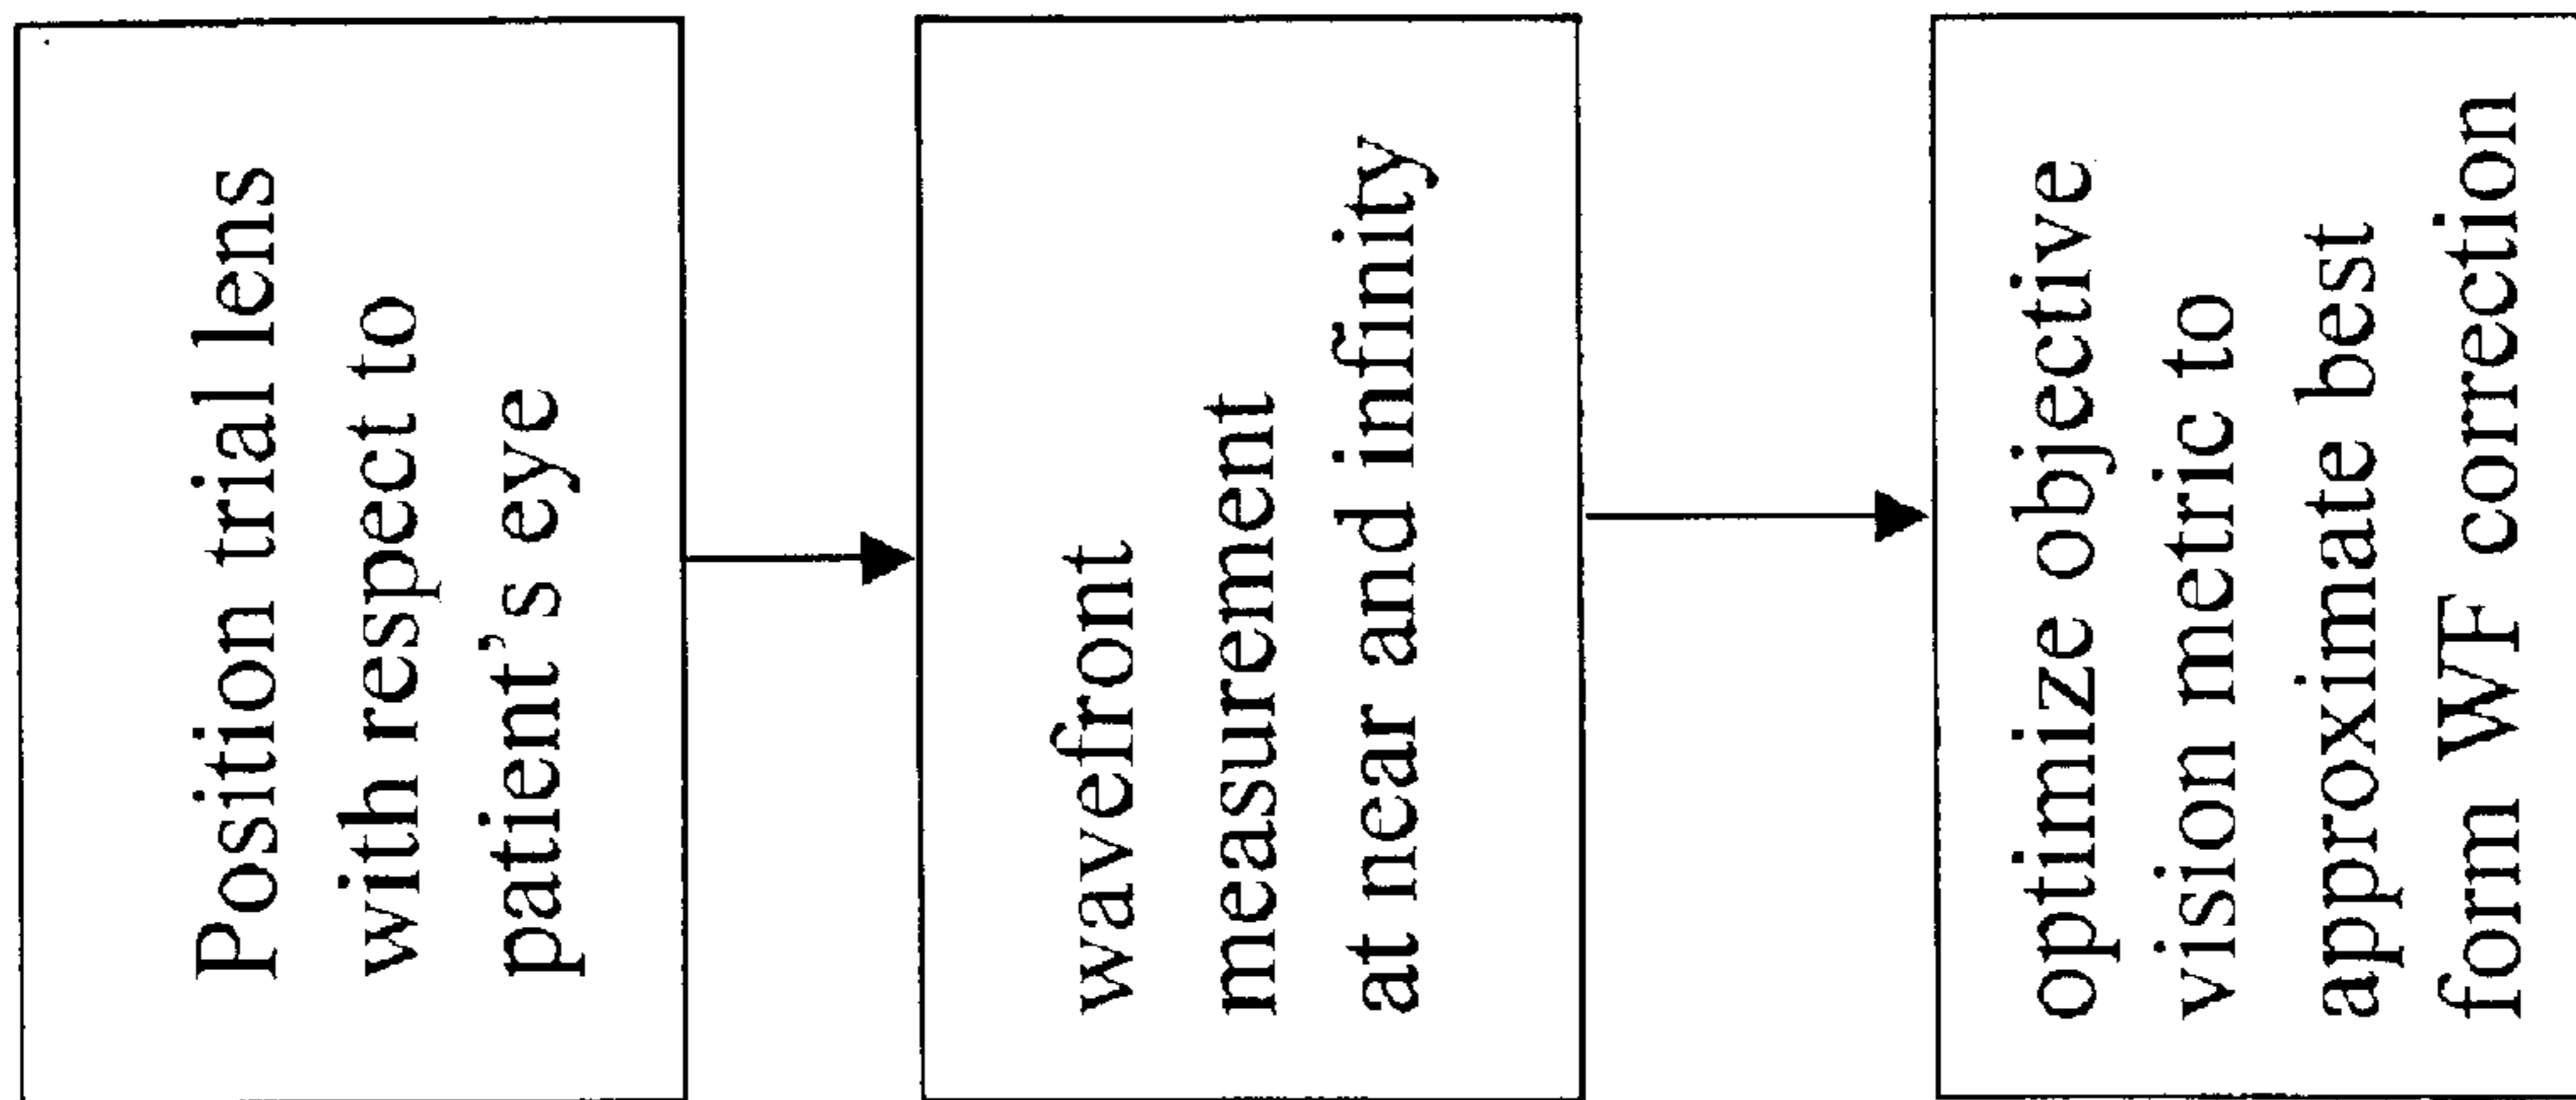 Position trial lens
with respect to
patient's eye
wavefront
measurement
at near and infinity
optimize objective
vision metric to
approximate best
form WF correction